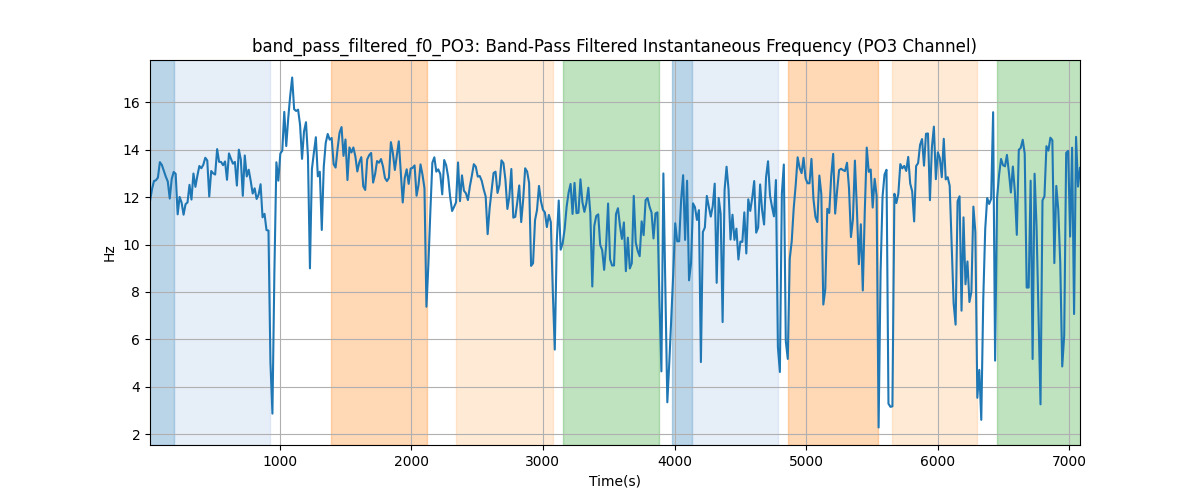 band_pass_filtered_f0_PO3: Band-Pass Filtered Instantaneous Frequency (PO3 Channel)
16
14
12
10
8
6
4
2
Hz
1000 2000 3000 4000 5000 6000 7000
Time(s)